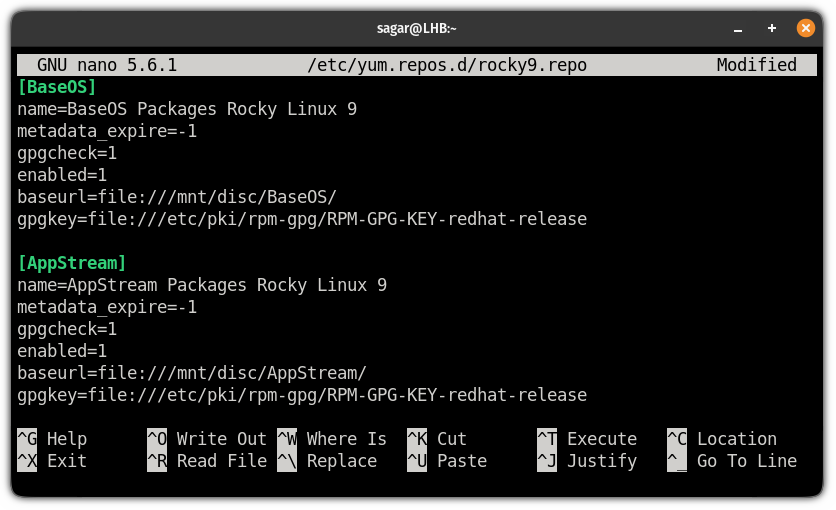 sagar@LHB:~
GNU nano 5.6.1 /etc/yum.repos.d/rocky9.repo Modified
[BaseOS]
name=BaseOS Packages Rocky Linux 9
metadata_expire=-1
gpgcheck=1
enabled=1
baseurl=file:///mnt/disc/BaseOS/
gpgkey=file:///etc/pki/rpm-gpg/RPM-GPG-KEY-redhat-release
[AppStream]
name=AppStream Packages Rocky Linux 9
metadata_expire=-1
gpgcheck=1
enabled=1
baseurl=file:///mnt/disc/AppStream/
gpgkey=file:///etc/pki/rpm-gpg/RPM-GPG-KEY-redhat-release
^G Help ^O Write Out ^W Where Is ^K Cut ^T Execute ^C Location
^X Exit ^R Read File ^\ Replace ^U Paste ^J Justify ^_ Go To Line